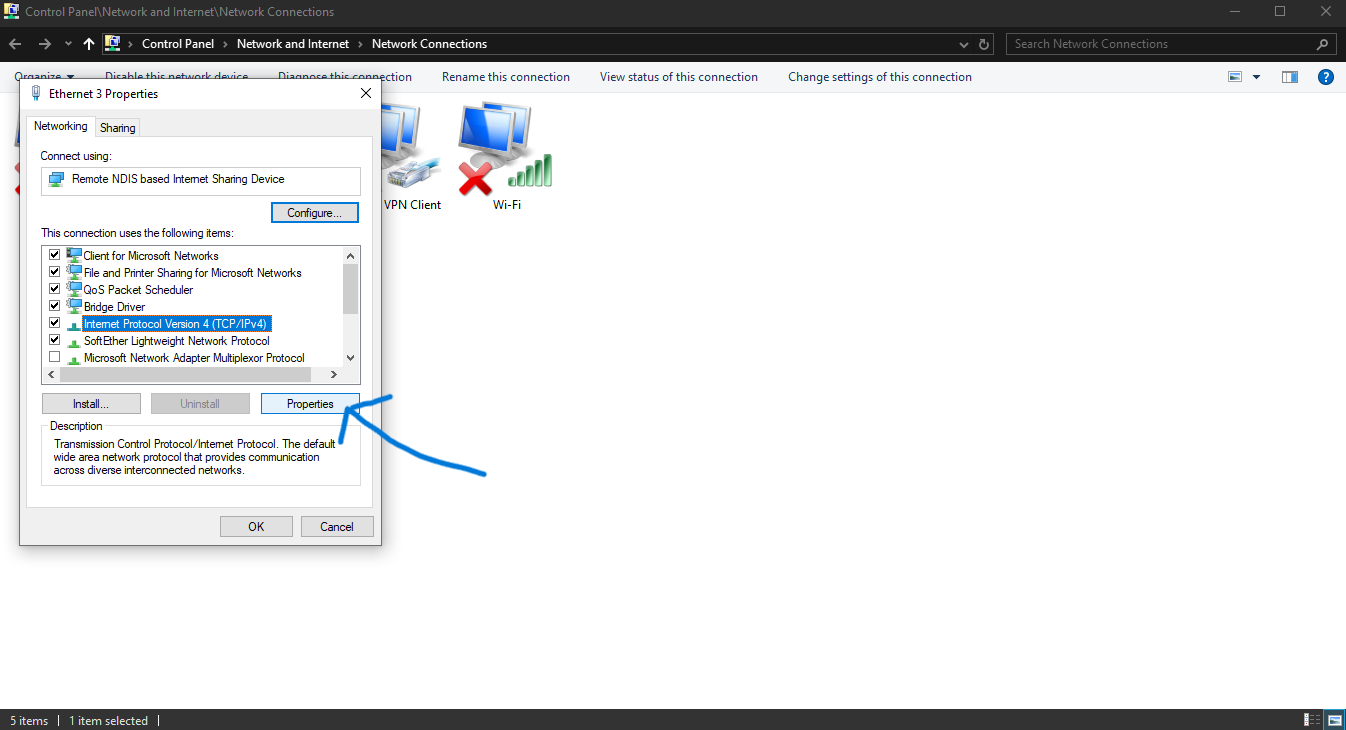 Control Panel\Network and Internet\Network Connections
Control Panel > Network and Internet > Network Connections
Search Network Connections
Organize Disable this network device Diagnose this connection Rename this connection View status of this connection Change settings of this connection
Ethernet 3 Properties
Networking Sharing
Connect using:
Remote NDIS based Internet Sharing Device
Configure...
This connection uses the following items:
Client for Microsoft Networks
File and Printer Sharing for Microsoft Networks
QoS Packet Scheduler
Bridge Driver
Internet Protocol Version 4 (TCP/IPv4)
SoftEther Lightweight Network Protocol
Microsoft Network Adapter Multiplexor Protocol
Install... Uninstall Properties
Description
Transmission Control Protocol/Internet Protocol. The default
wide area network protocol that provides communication
across diverse interconnected networks.
OK Cancel
VPN Client
Wi-Fi
5 items 1 item selected